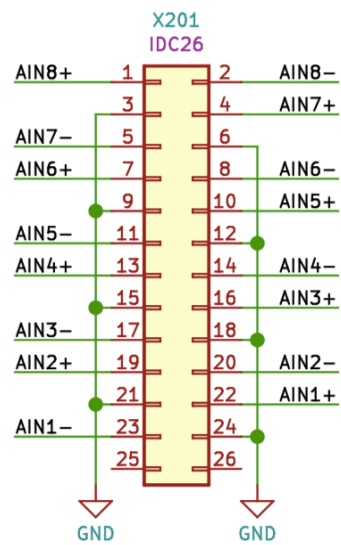 X201
IDC26
AIN8+ 1 2 AIN8-
3 4 AIN7+
AIN7- 5 6
AIN6+ 7 8 AIN6-
9 10 AIN5+
AIN5- 11 12
AIN4+ 13 14 AIN4-
15 16 AIN3+
AIN3- 17 18
AIN2+ 19 20 AIN2-
21 22 AIN1+
AIN1- 23 24
25 26
GND GND